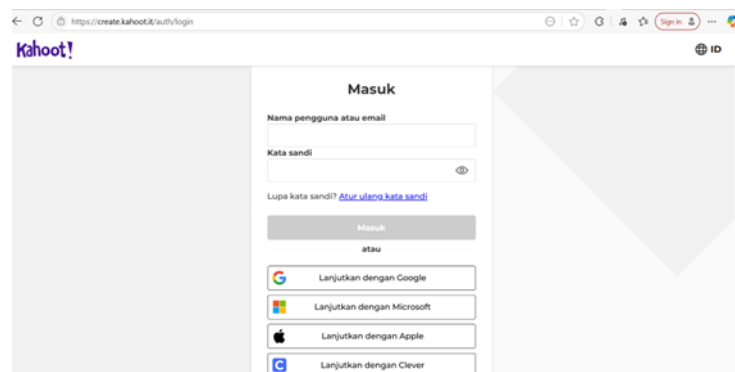 https://create.kahoot.it/auth/login
Sign in
Kahoot!
ID
Masuk
Nama pengguna atau email
Kata sandi
Lupa kata sandi? Atur ulang kata sandi
Masuk
atau
Lanjutkan dengan Google
Lanjutkan dengan Microsoft
Lanjutkan dengan Apple
Lanjutkan dengan Clever